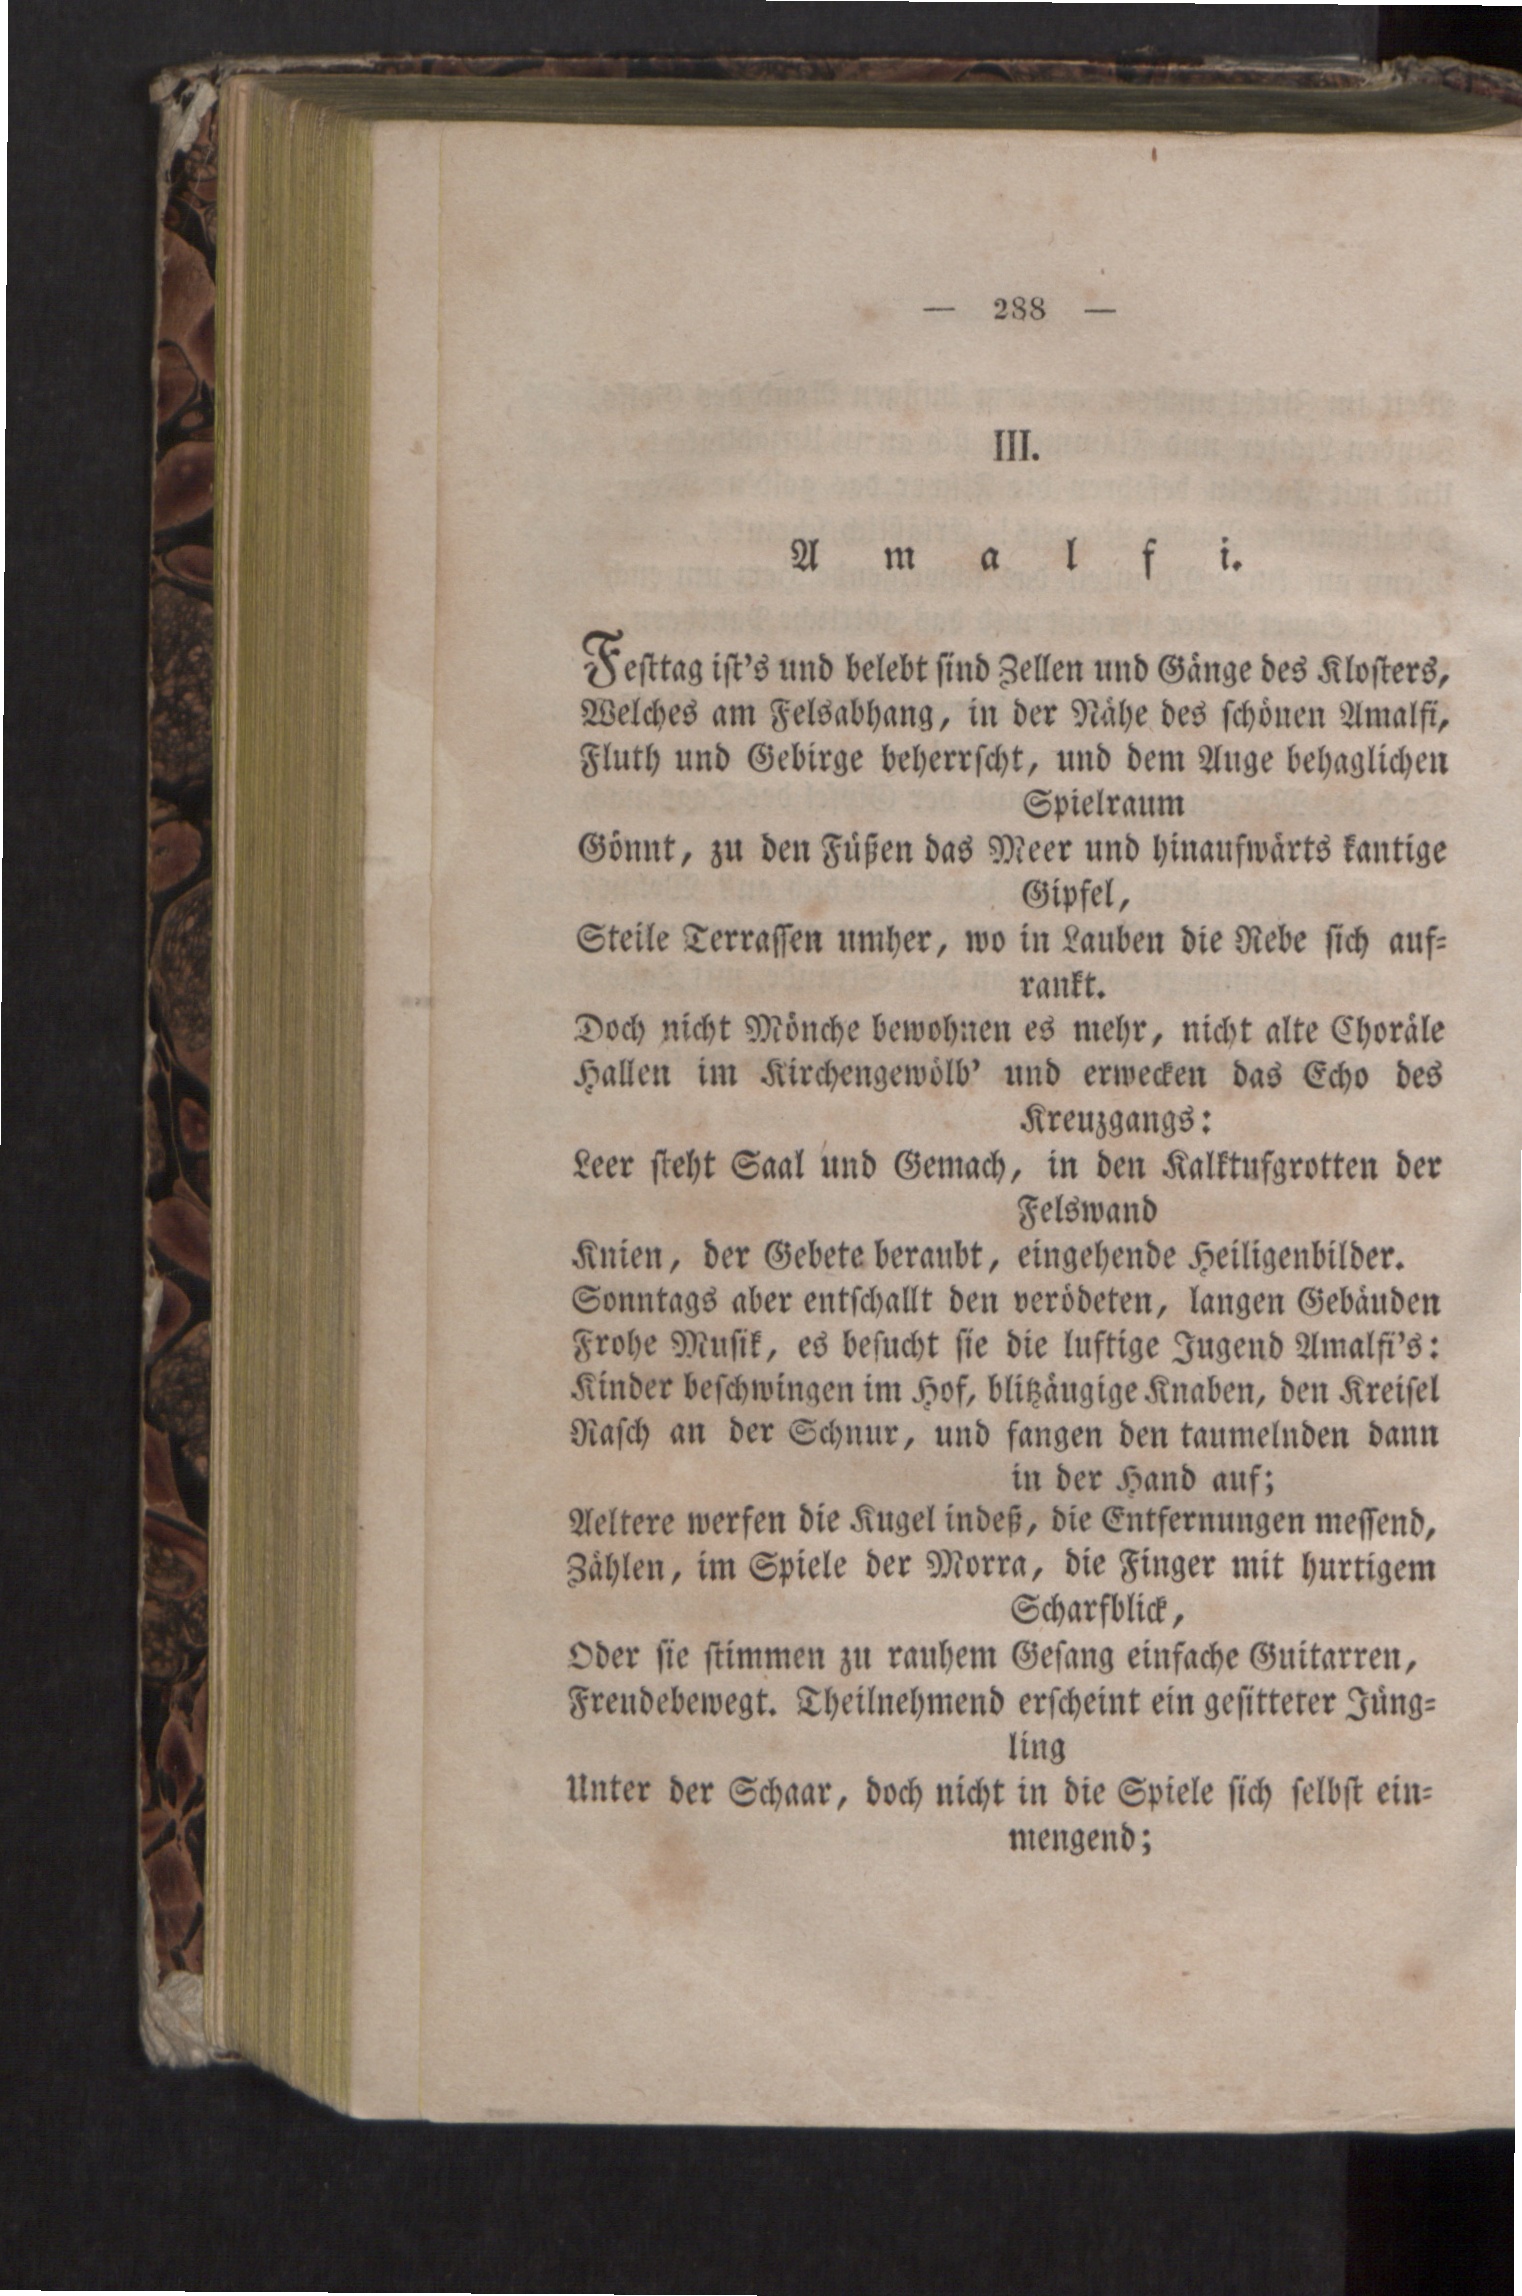 — 288 —
III.
Amalfi.
Festtag ist's und belebt sind Zellen und Gänge des Klosters,
Welches am Felsabhang, in der Nähe des schönen Amalfi,
Fluth und Gebirge beherrscht, und dem Auge behaglichen
Spielraum
Gönnt, zu den Füßen das Meer und hinaufwärts kantige
Gipfel,
Steile Terrassen umher, wo in Lauben die Rebe sich auf-
rankt.
Doch nicht Mönche bewohnen es mehr, nicht alte Choräle
Hallen im Kirchengewölb' und erwecken das Echo des
Kreuzgangs:
Leer steht Saal und Gemach, in den Kalktufgrotten der
Felswand
Knien, der Gebete beraubt, eingehende Heiligenbilder.
Sonntags aber entschallt den verödeten, langen Gebäuden
Frohe Musik, es besucht sie die luftige Jugend Amalfi's:
Kinder beschwingen im Hof, blitzäugige Knaben, den Kreisel
Rasch an der Schnur, und fangen den taumelnden dann
in der Hand auf;
Aeltere werfen die Kugel indeß, die Entfernungen messend,
Zählen, im Spiele der Morra, die Finger mit hurtigem
Scharfblick,
Oder sie stimmen zu rauhem Gesang einfache Guitarren,
Freudebewegt. Theilnehmend erscheint ein gesitteter Jüng-
ling
Unter der Schaar, doch nicht in die Spiele sich selbst ein-
mengend;